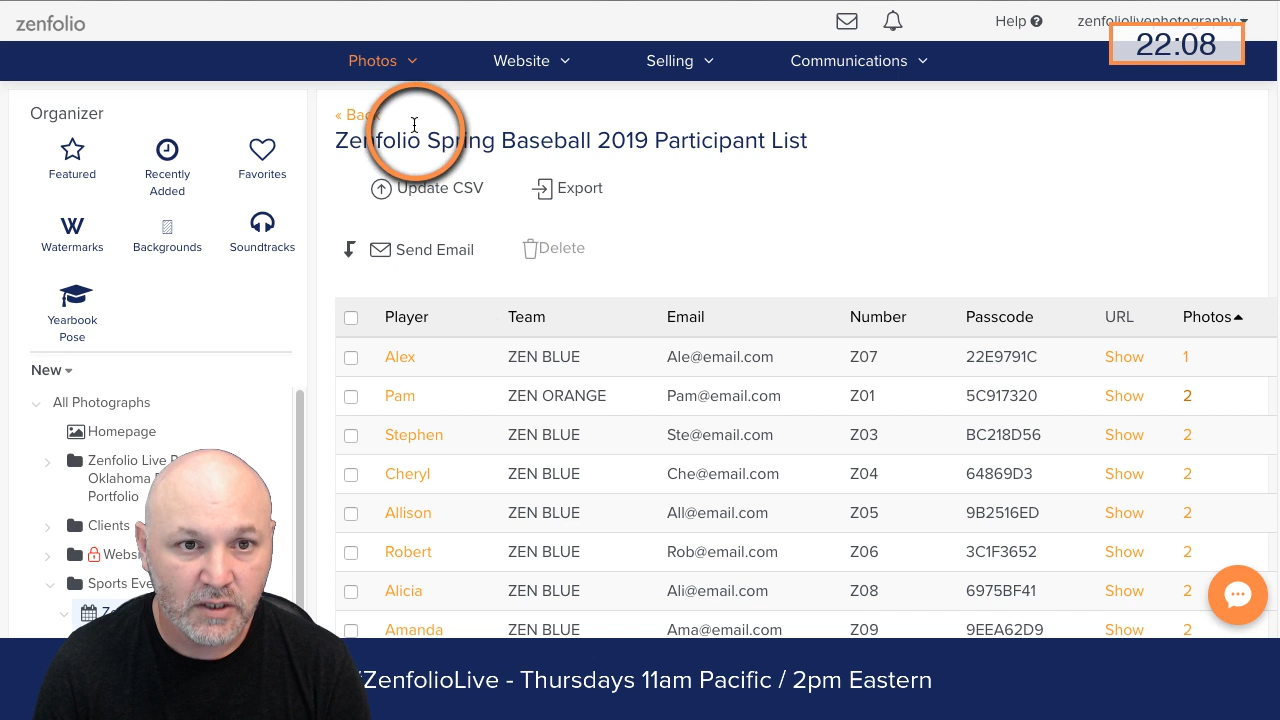 zenfolio
Help
zenfoliolivephotography
22:08
Photos
Website
Selling
Communications
Organizer
Featured
Recently
Added
Favorites
Watermarks
Backgrounds
Soundtracks
Yearbook
Pose
New
All Photographs
Homepage
Zenfolio Live
Oklahoma
Portfolio
Clients
Sports
« Back
Zenfolio Spring Baseball 2019 Participant List
Update CSV
Export
Send Email
Delete
Player Team Email Number Passcode URL Photos
Alex ZEN BLUE Ale@email.com Z07 22E9791C Show 1
Pam ZEN ORANGE Pam@email.com Z01 5C917320 Show 2
Stephen ZEN BLUE Ste@email.com Z03 BC218D56 Show 2
Cheryl ZEN BLUE Che@email.com Z04 64869D3 Show 2
Allison ZEN BLUE All@email.com Z05 9B2516ED Show 2
Robert ZEN BLUE Rob@email.com Z06 3C1F3652 Show 2
Alicia ZEN BLUE Ali@email.com Z08 6975BF41 Show 2
Amanda ZEN BLUE Ama@email.com Z09 9EEA62D9 Show 2
ZenfolioLive - Thursdays 11am Pacific / 2pm Eastern